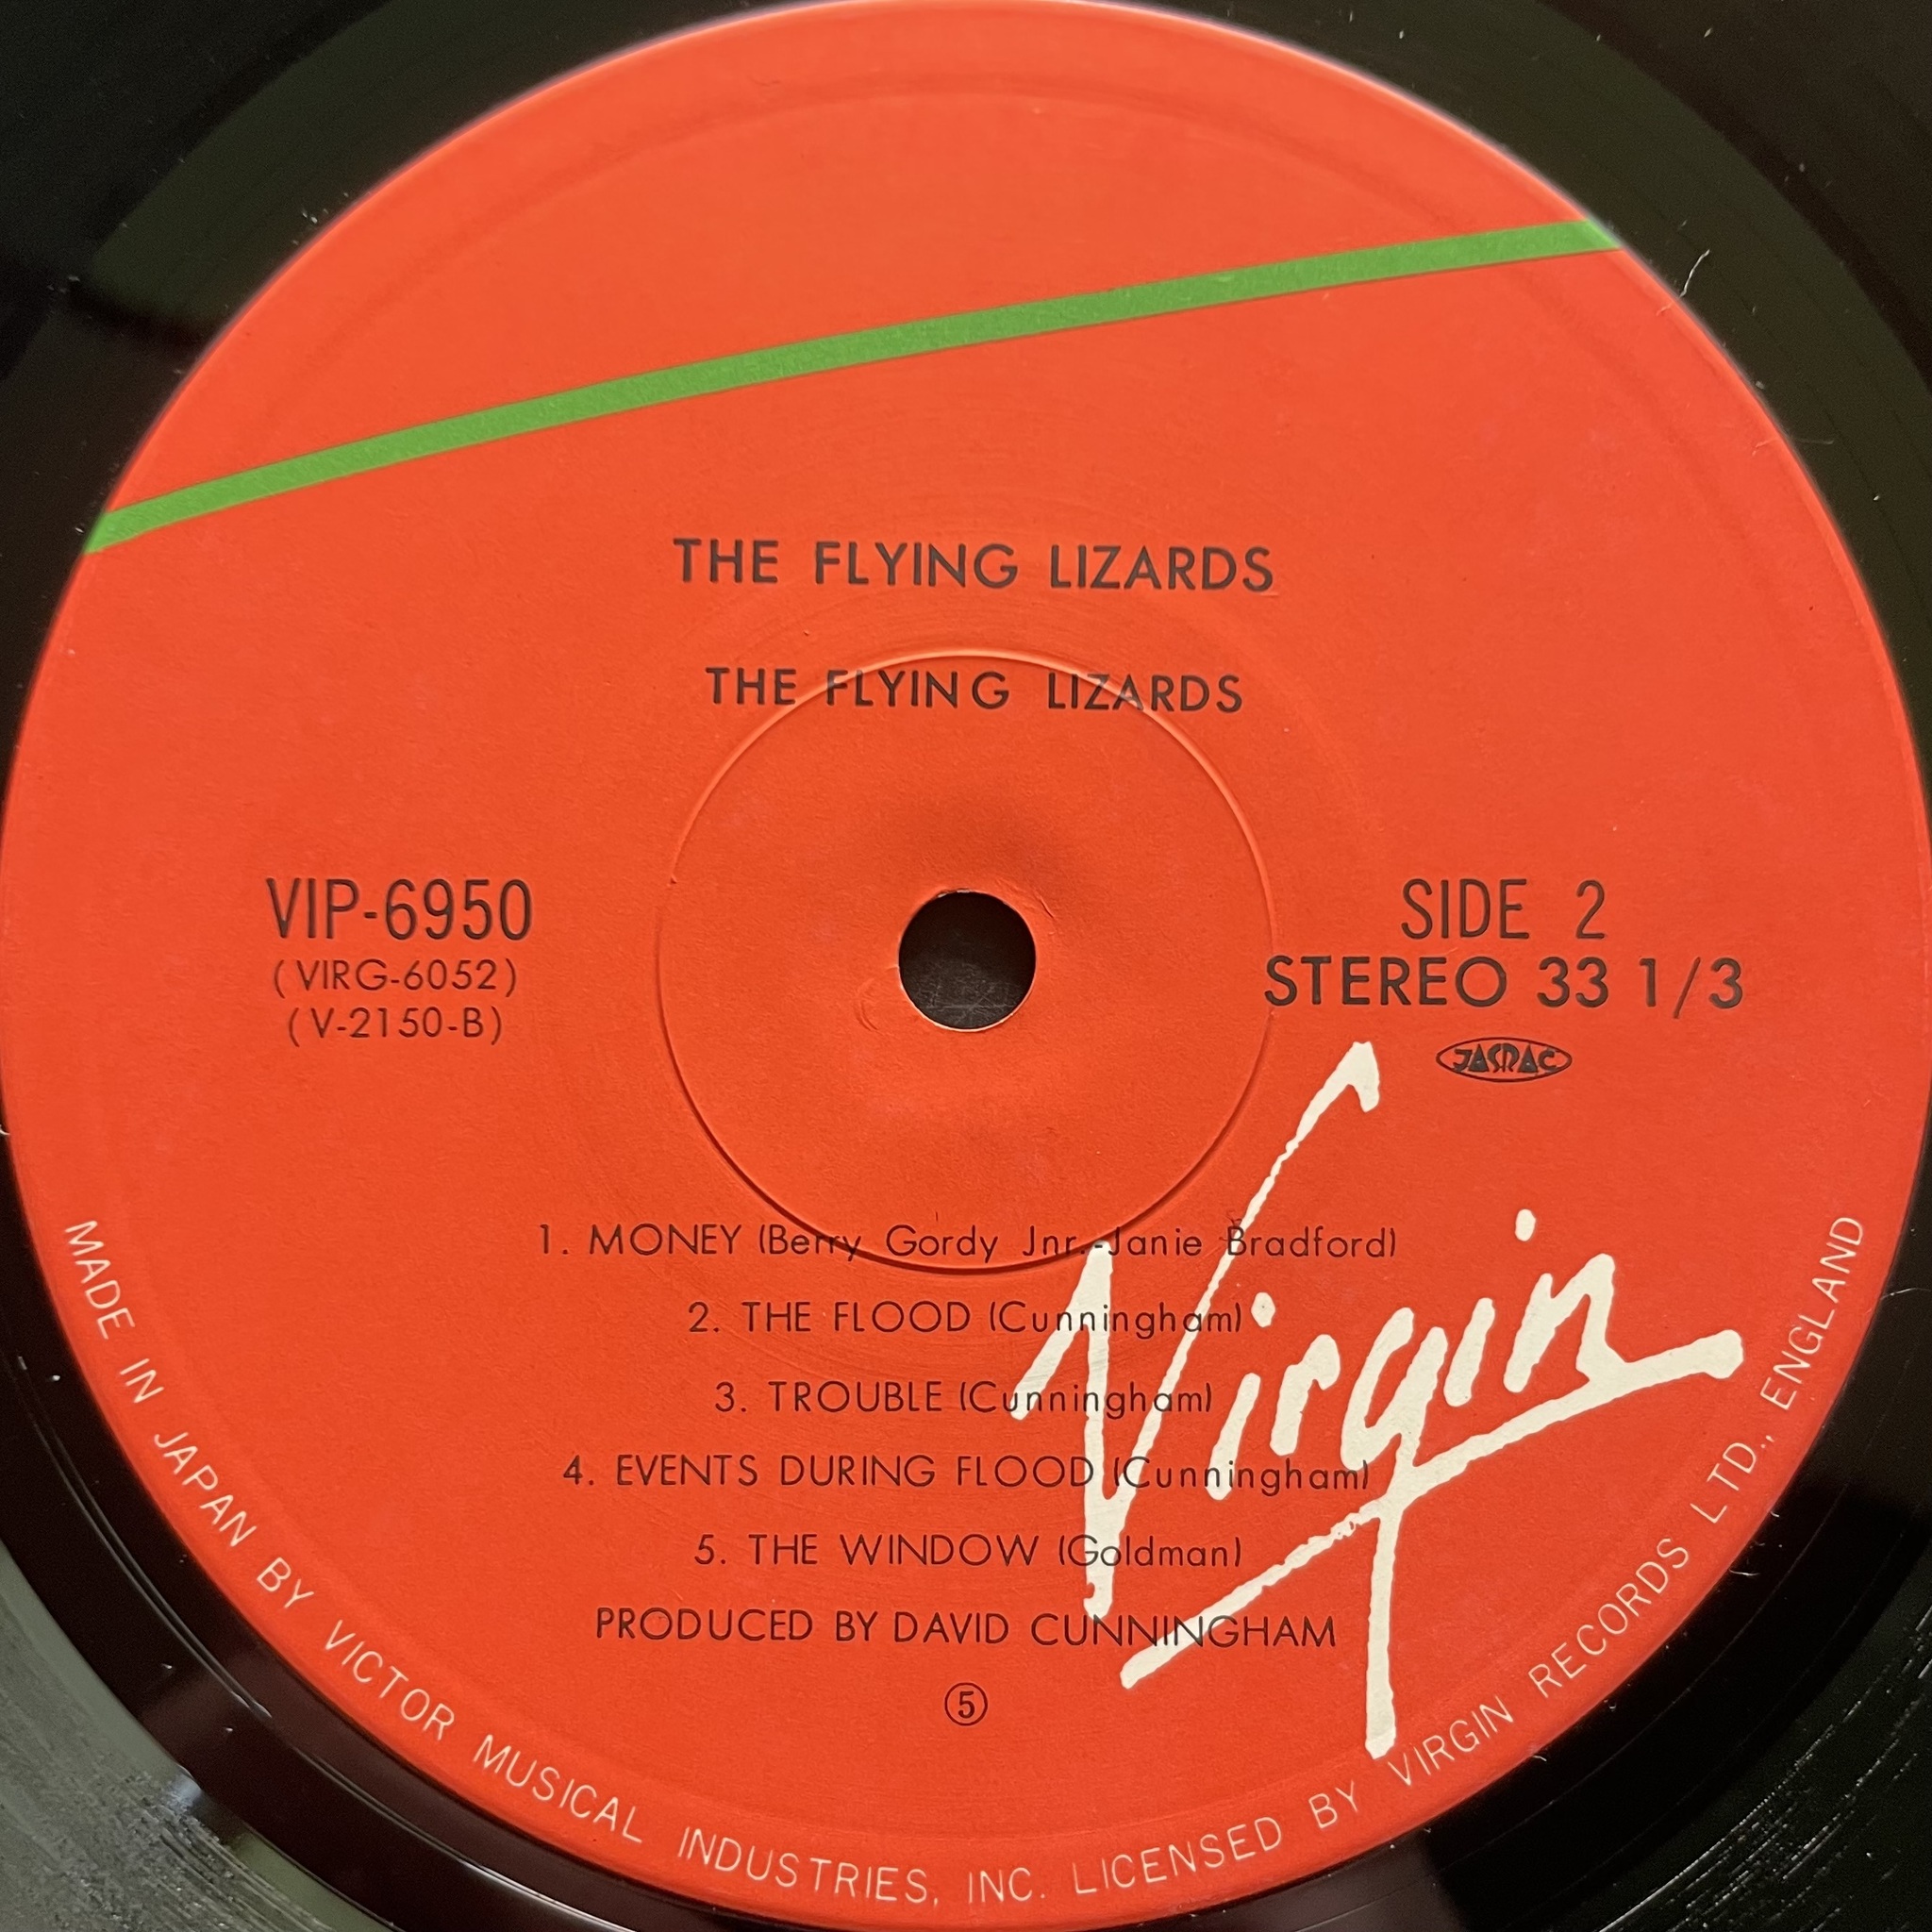 THE FLYING LIZARDS
THE FLYING LIZARDS
VIP-6950
(VIRG-6052)
(V-2150-B)
SIDE 2
STEREO 33 1/3
JASRAC
Virgin
1. MONEY (Berry Gordy Jnr.-Janie Bradford)
2. THE FLOOD (Cunningham)
3. TROUBLE (Cunningham)
4. EVENTS DURING FLOOD (Cunningham)
5. THE WINDOW (Goldman)
PRODUCED BY DAVID CUNNINGHAM
⑤
MADE IN JAPAN BY VICTOR MUSICAL INDUSTRIES, INC. LICENSED BY VIRGIN RECORDS LTD., ENGLAND